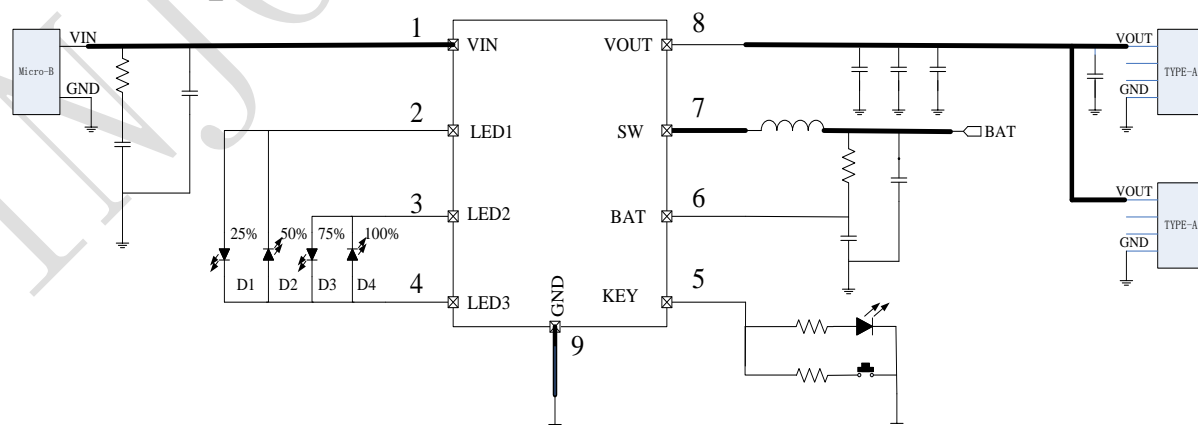 1
8
VIN
VIN
VOUT
VOUT
Micro-B
TYPE-A
GND
GND
2
7
LED1
SW
BAT
3
6
LED2
BAT
VOUT
TYPE-A
25%
50%
75%
100%
GND
D1
D2
D3
D4
4
5
LED3
GND
KEY
9